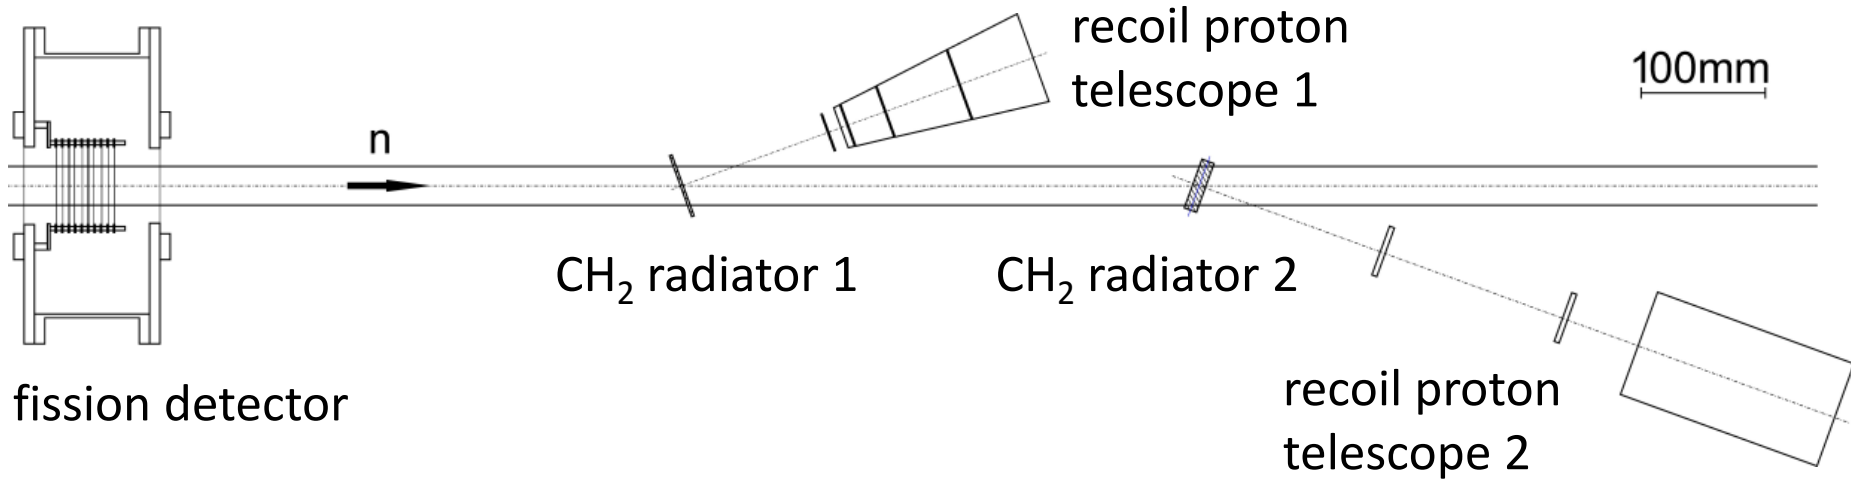 recoil proton
telescope 1
100mm
n
CH₂ radiator 1
CH₂ radiator 2
fission detector
recoil proton
telescope 2